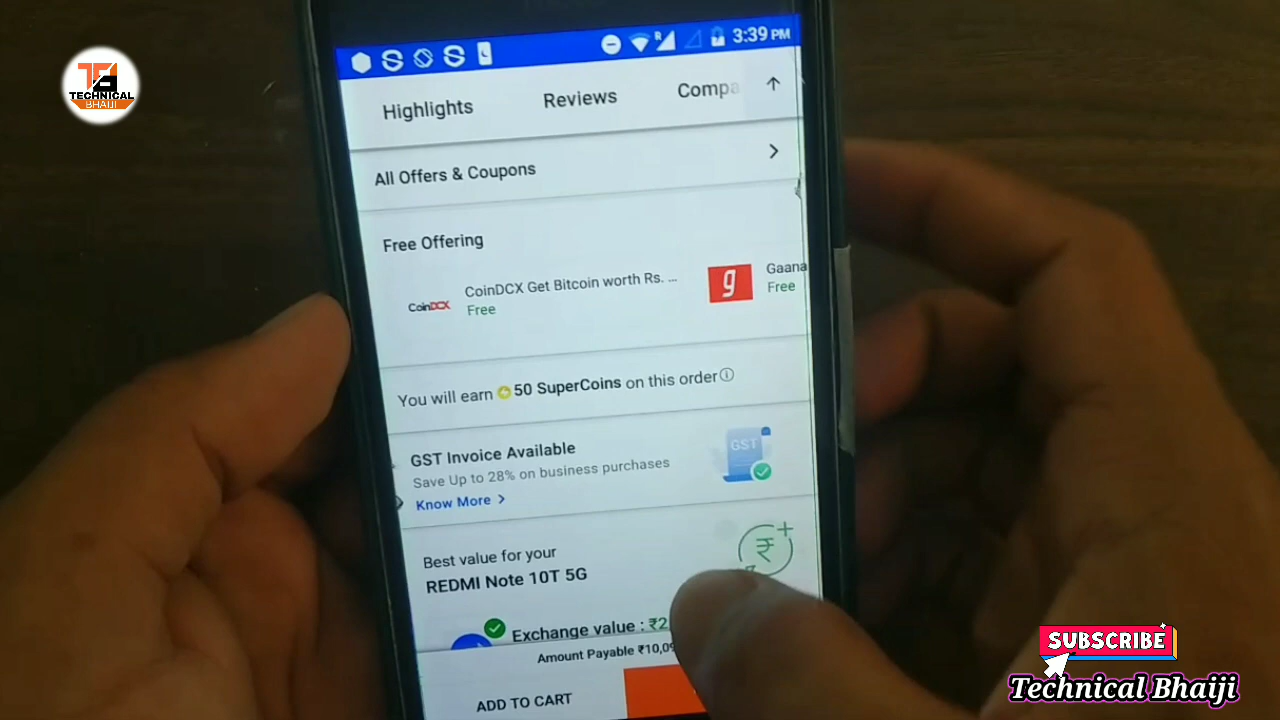 3:39 PM
TECHNICAL
BHAIJI
Highlights
Reviews
Compa
All Offers & Coupons
Free Offering
CoinDCX
CoinDCX Get Bitcoin worth Rs. ...
Free
g
Gaana
Free
You will earn 50 SuperCoins on this order
GST Invoice Available
Save Up to 28% on business purchases
Know More >
GST
Best value for your
REDMI Note 10T 5G
₹
Exchange value : ₹2
Amount Payable ₹10,09
ADD TO CART
SUBSCRIBE
Technical Bhaiji